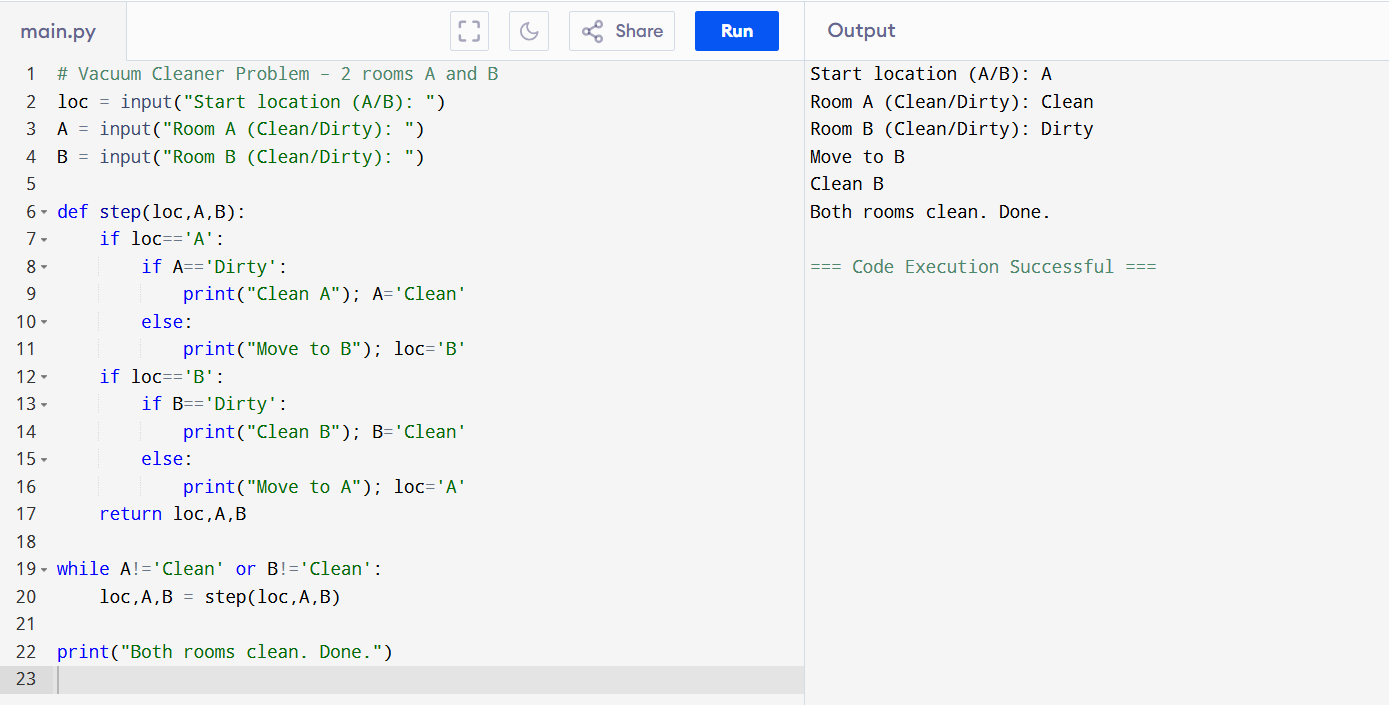 main.py
Share
Run
Output
1 # Vacuum Cleaner Problem – 2 rooms A and B
2 loc = input("Start location (A/B): ")
3 A = input("Room A (Clean/Dirty): ")
4 B = input("Room B (Clean/Dirty): ")
5
6 def step(loc,A,B):
7     if loc=='A':
8         if A=='Dirty':
9             print("Clean A"); A='Clean'
10         else:
11             print("Move to B"); loc='B'
12     if loc=='B':
13         if B=='Dirty':
14             print("Clean B"); B='Clean'
15         else:
16             print("Move to A"); loc='A'
17     return loc,A,B
18
19 while A!='Clean' or B!='Clean':
20     loc,A,B = step(loc,A,B)
21
22 print("Both rooms clean. Done.")
23
Start location (A/B): A
Room A (Clean/Dirty): Clean
Room B (Clean/Dirty): Dirty
Move to B
Clean B
Both rooms clean. Done.
=== Code Execution Successful ===